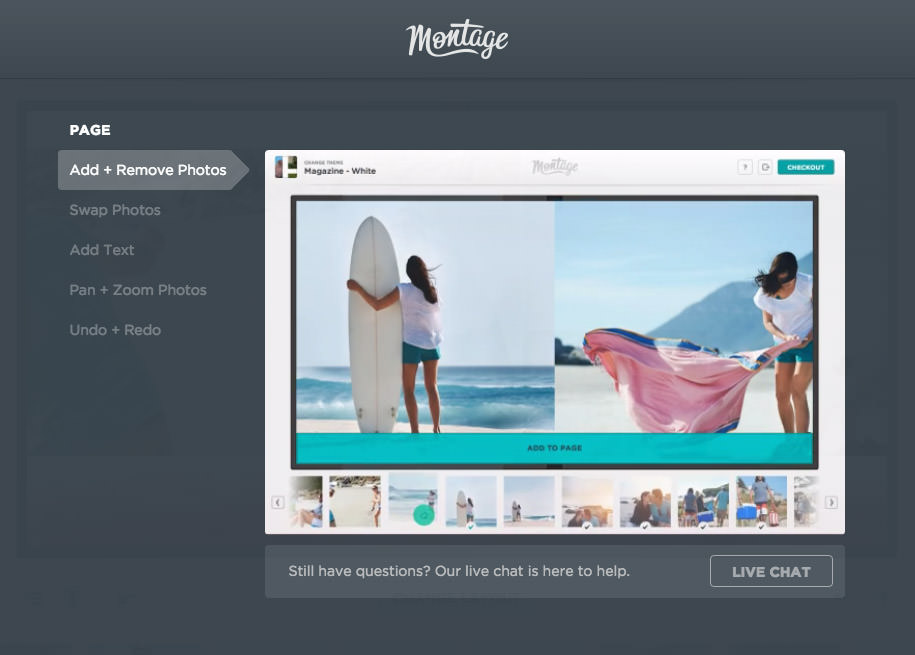 Montage
PAGE
Add + Remove Photos
Swap Photos
Add Text
Pan + Zoom Photos
Undo + Redo
CHANGE THEME
Magazine - White
Montage
?
CHECKOUT
ADD TO PAGE
Still have questions? Our live chat is here to help.
LIVE CHAT